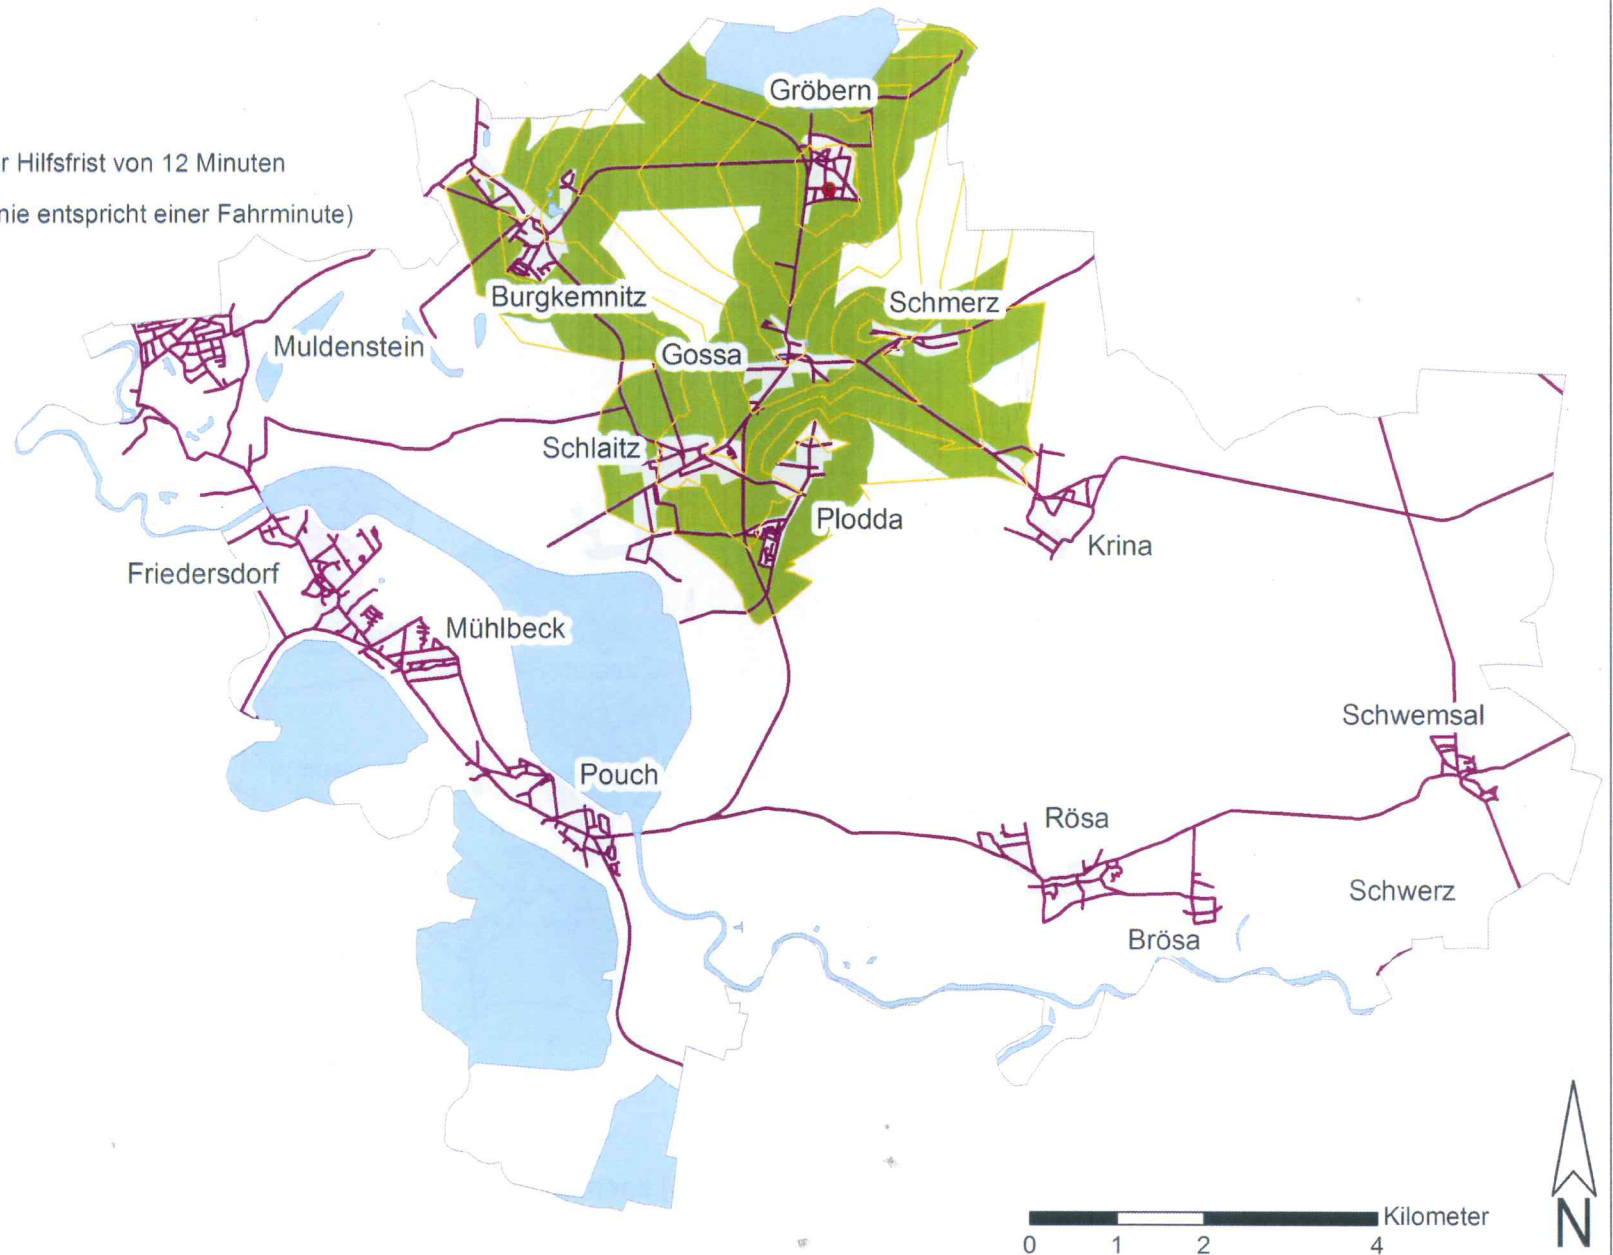 Gröbern
r Hilfsfrist von 12 Minuten
nie entspricht einer Fahrminute)
Burgkemnitz
Schmerz
Muldenstein
Gossa
Schlaitz
Plodda
Krina
Friedersdorf
Mühlbeck
Schwemsal
Pouch
Rösa
Schwerz
Brösa
Kilometer
0 1 2 4
N